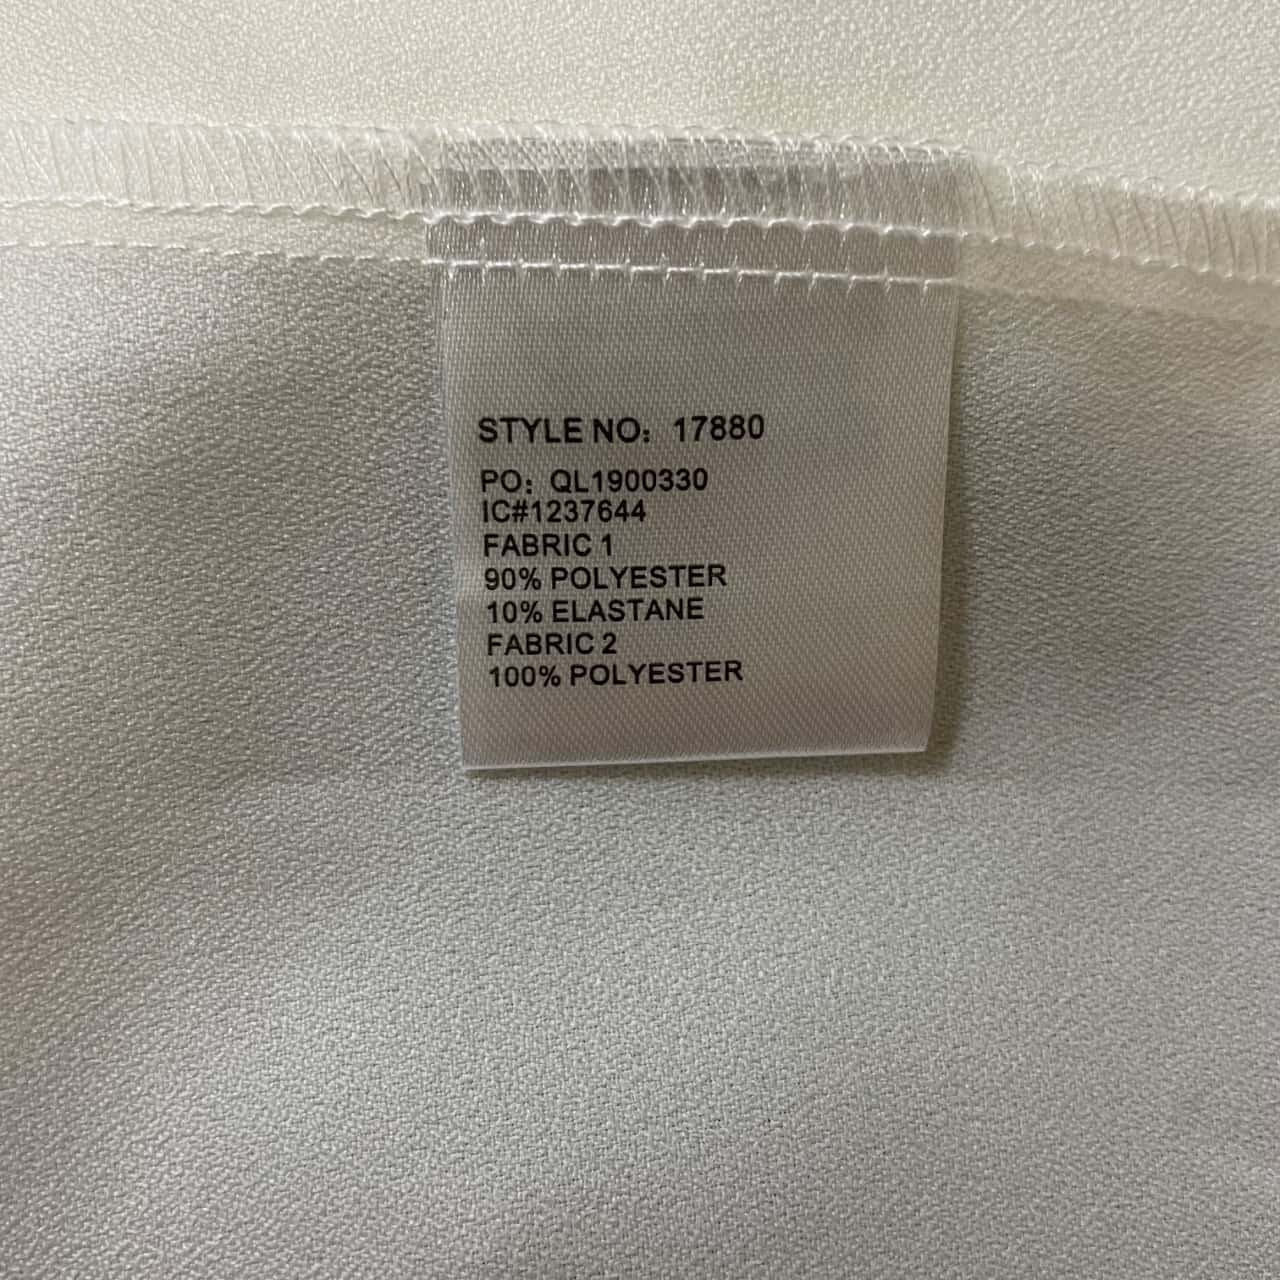 STYLE NO: 17880
PO: QL1900330
IC#1237644
FABRIC 1
90% POLYESTER
10% ELASTANE
FABRIC 2
100% POLYESTER